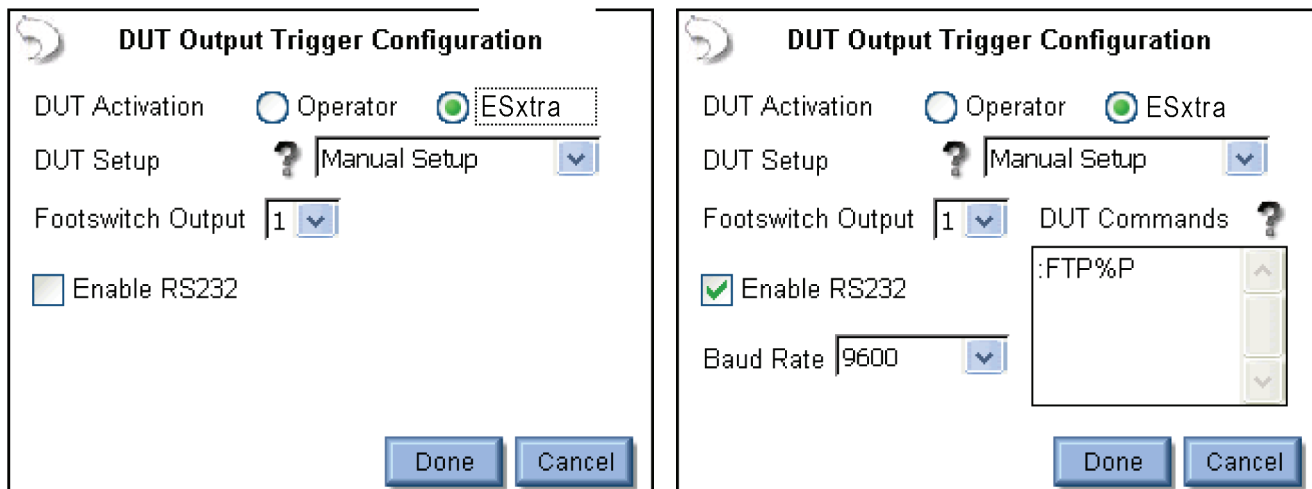 DUT Output Trigger Configuration
DUT Activation Operator ESxtra
DUT Setup ? Manual Setup
Footswitch Output 1
Enable RS232
Done Cancel
DUT Output Trigger Configuration
DUT Activation Operator ESxtra
DUT Setup ? Manual Setup
Footswitch Output 1 DUT Commands ?
:FTP%P
Enable RS232
Baud Rate 9600
Done Cancel